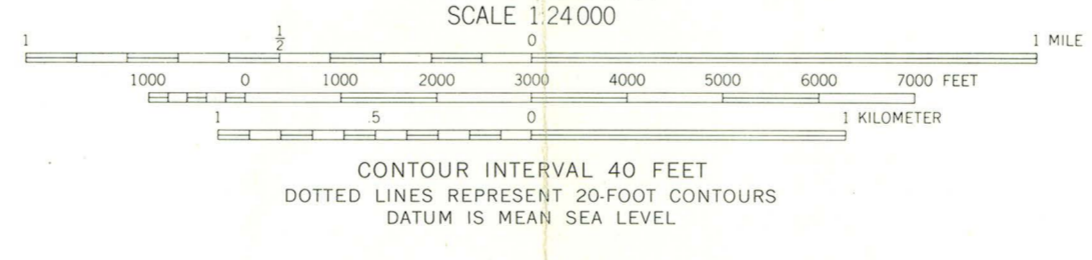 SCALE 1:24 000
1 1/2 0 1 MILE
1000 0 1000 2000 3000 4000 5000 6000 7000 FEET
1 .5 0 1 KILOMETER
CONTOUR INTERVAL 40 FEET
DOTTED LINES REPRESENT 20-FOOT CONTOURS
DATUM IS MEAN SEA LEVEL